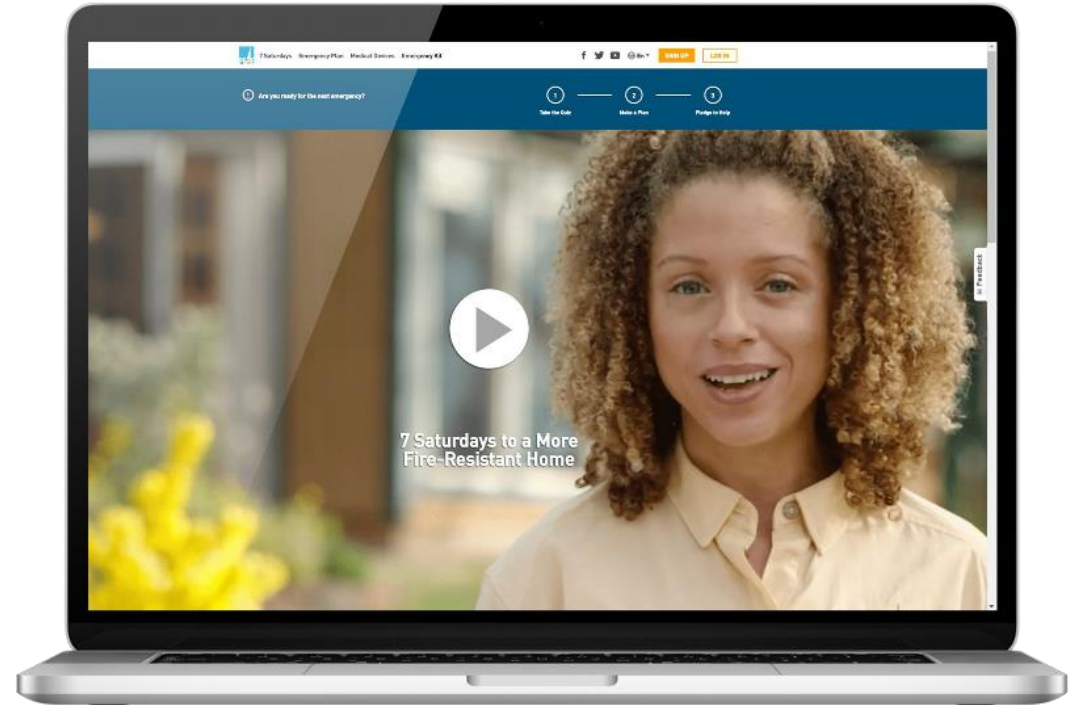 7 Saturdays Emergency Plan Medical Devices Emergency Kit
En
SIGN UP
LOG IN
Are you ready for the next emergency?
1
2
3
Take the Quiz
Make a Plan
Pledge to Help
Feedback
7 Saturdays to a More
Fire-Resistant Home